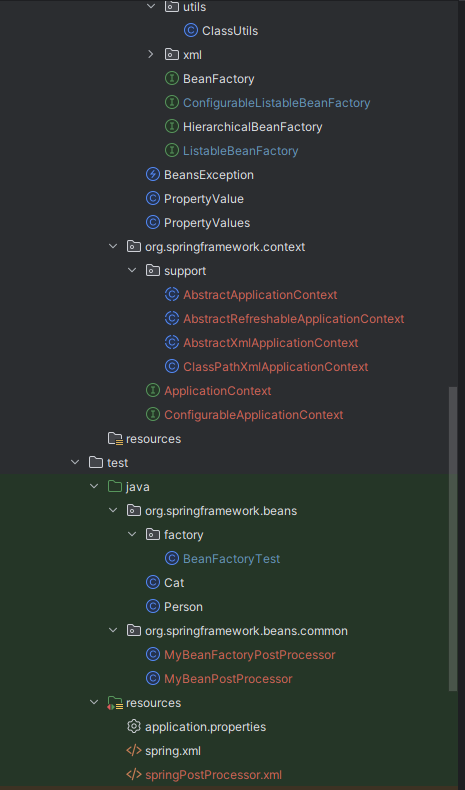 utils
ClassUtils
xml
BeanFactory
ConfigurableListableBeanFactory
HierarchicalBeanFactory
ListableBeanFactory
BeansException
PropertyValue
PropertyValues
org.springframework.context
support
AbstractApplicationContext
AbstractRefreshableApplicationContext
AbstractXmlApplicationContext
ClassPathXmlApplicationContext
ApplicationContext
ConfigurableApplicationContext
resources
test
java
org.springframework.beans
factory
BeanFactoryTest
Cat
Person
org.springframework.beans.common
MyBeanFactoryPostProcessor
MyBeanPostProcessor
resources
application.properties
spring.xml
springPostProcessor.xml